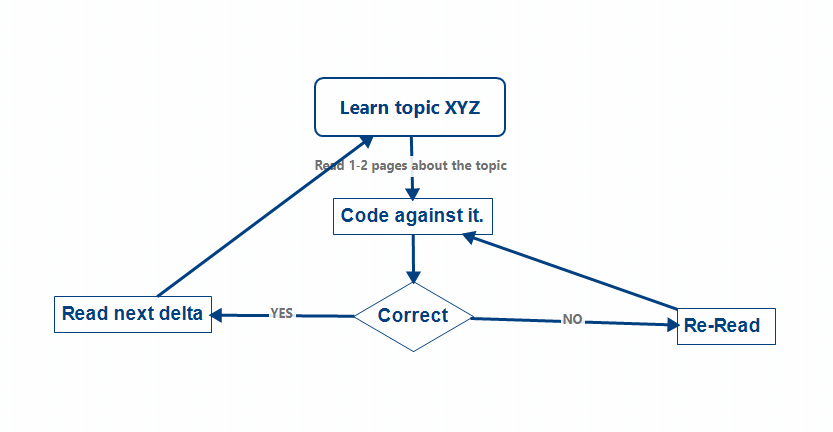 Learn topic XYZ
Read 1-2 pages about the topic
Code against it.
Read next delta
YES
Correct
NO
Re-Read